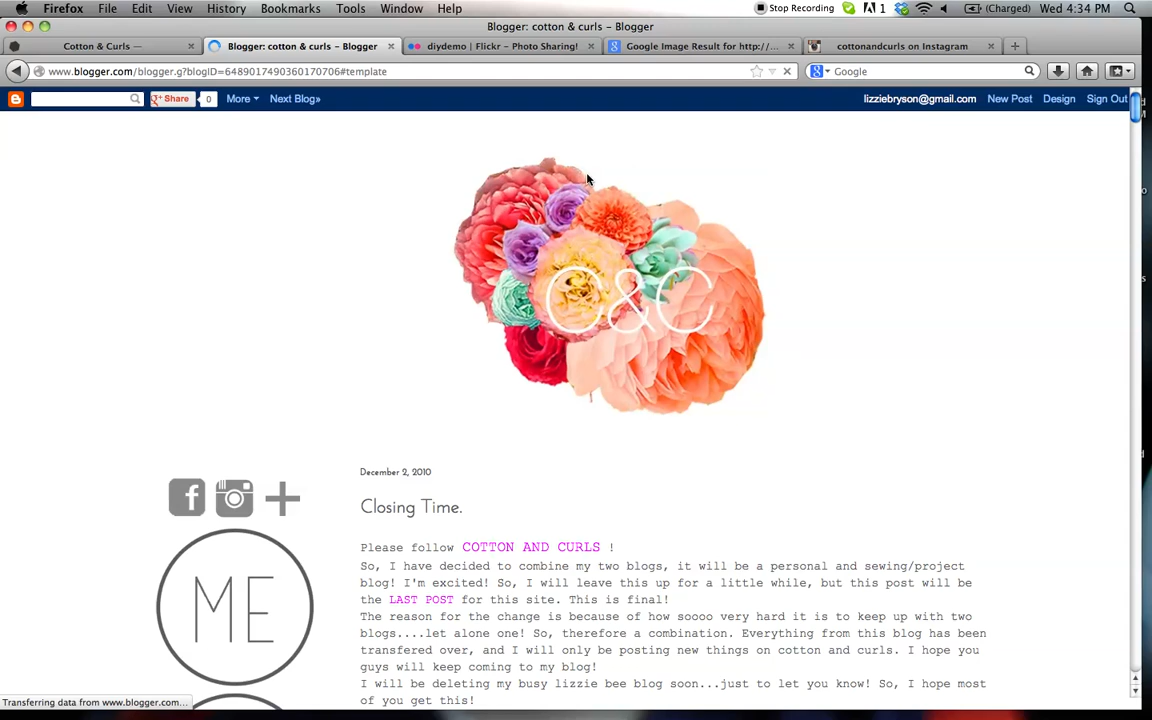 Firefox File Edit View History Bookmarks Tools Window Help Stop Recording 1 (Charged) Wed 4:34 PM
Blogger: cotton & curls – Blogger
Cotton & Curls — Blogger: cotton & curls – Blogger diydemo | Flickr - Photo Sharing! Google Image Result for http://... cottonandcurls on Instagram
www.blogger.com/blogger.g?blogID=6489017490360170706#template Google
Share 0 More Next Blog» lizziebryson@gmail.com New Post Design Sign Out
C&C
December 2, 2010
Closing Time.
Please follow COTTON AND CURLS !
So, I have decided to combine my two blogs, it will be a personal and sewing/project
blog! I'm excited! So, I will leave this up for a little while, but this post will be
the LAST POST for this site. This is final!
The reason for the change is because of how soooo very hard it is to keep up with two
blogs....let alone one! So, therefore a combination. Everything from this blog has been
transfered over, and I will only be posting new things on cotton and curls. I hope you
guys will keep coming to my blog!
I will be deleting my busy lizzie bee blog soon...just to let you know! So, I hope most
of you get this!
ME
Transferring data from www.blogger.com...